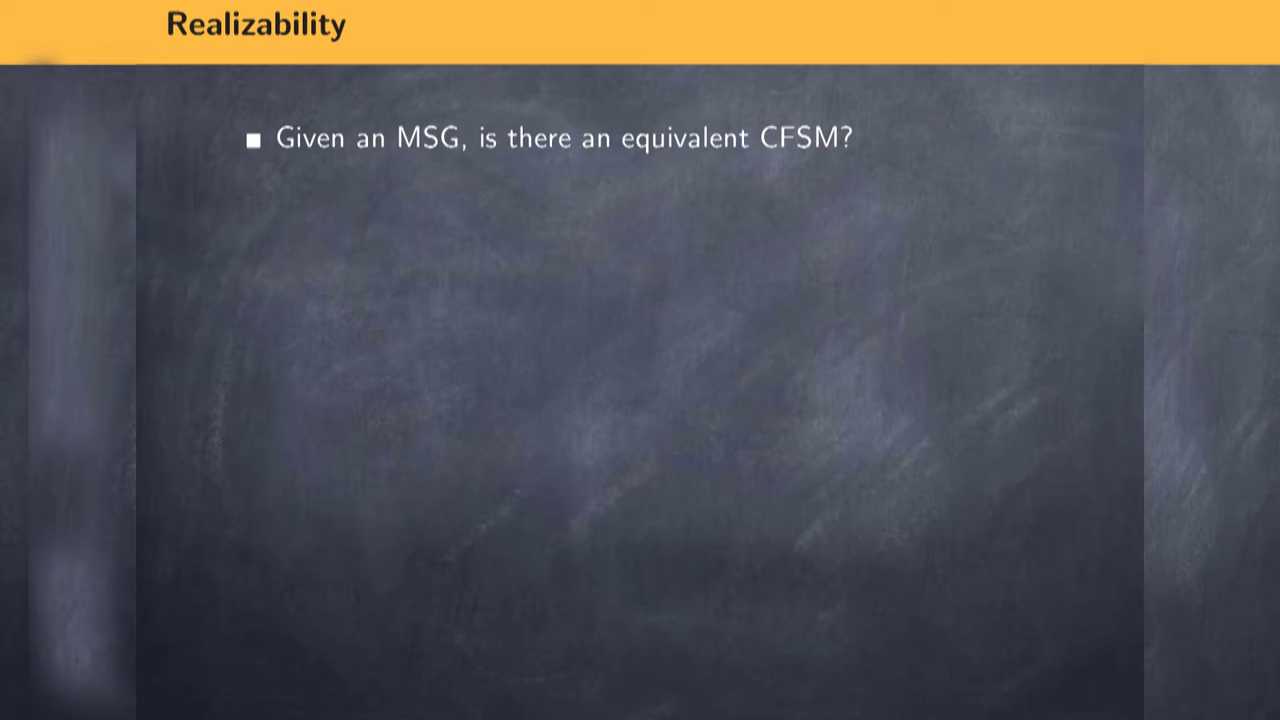 Realizability
Given an MSG, is there an equivalent CFSM?